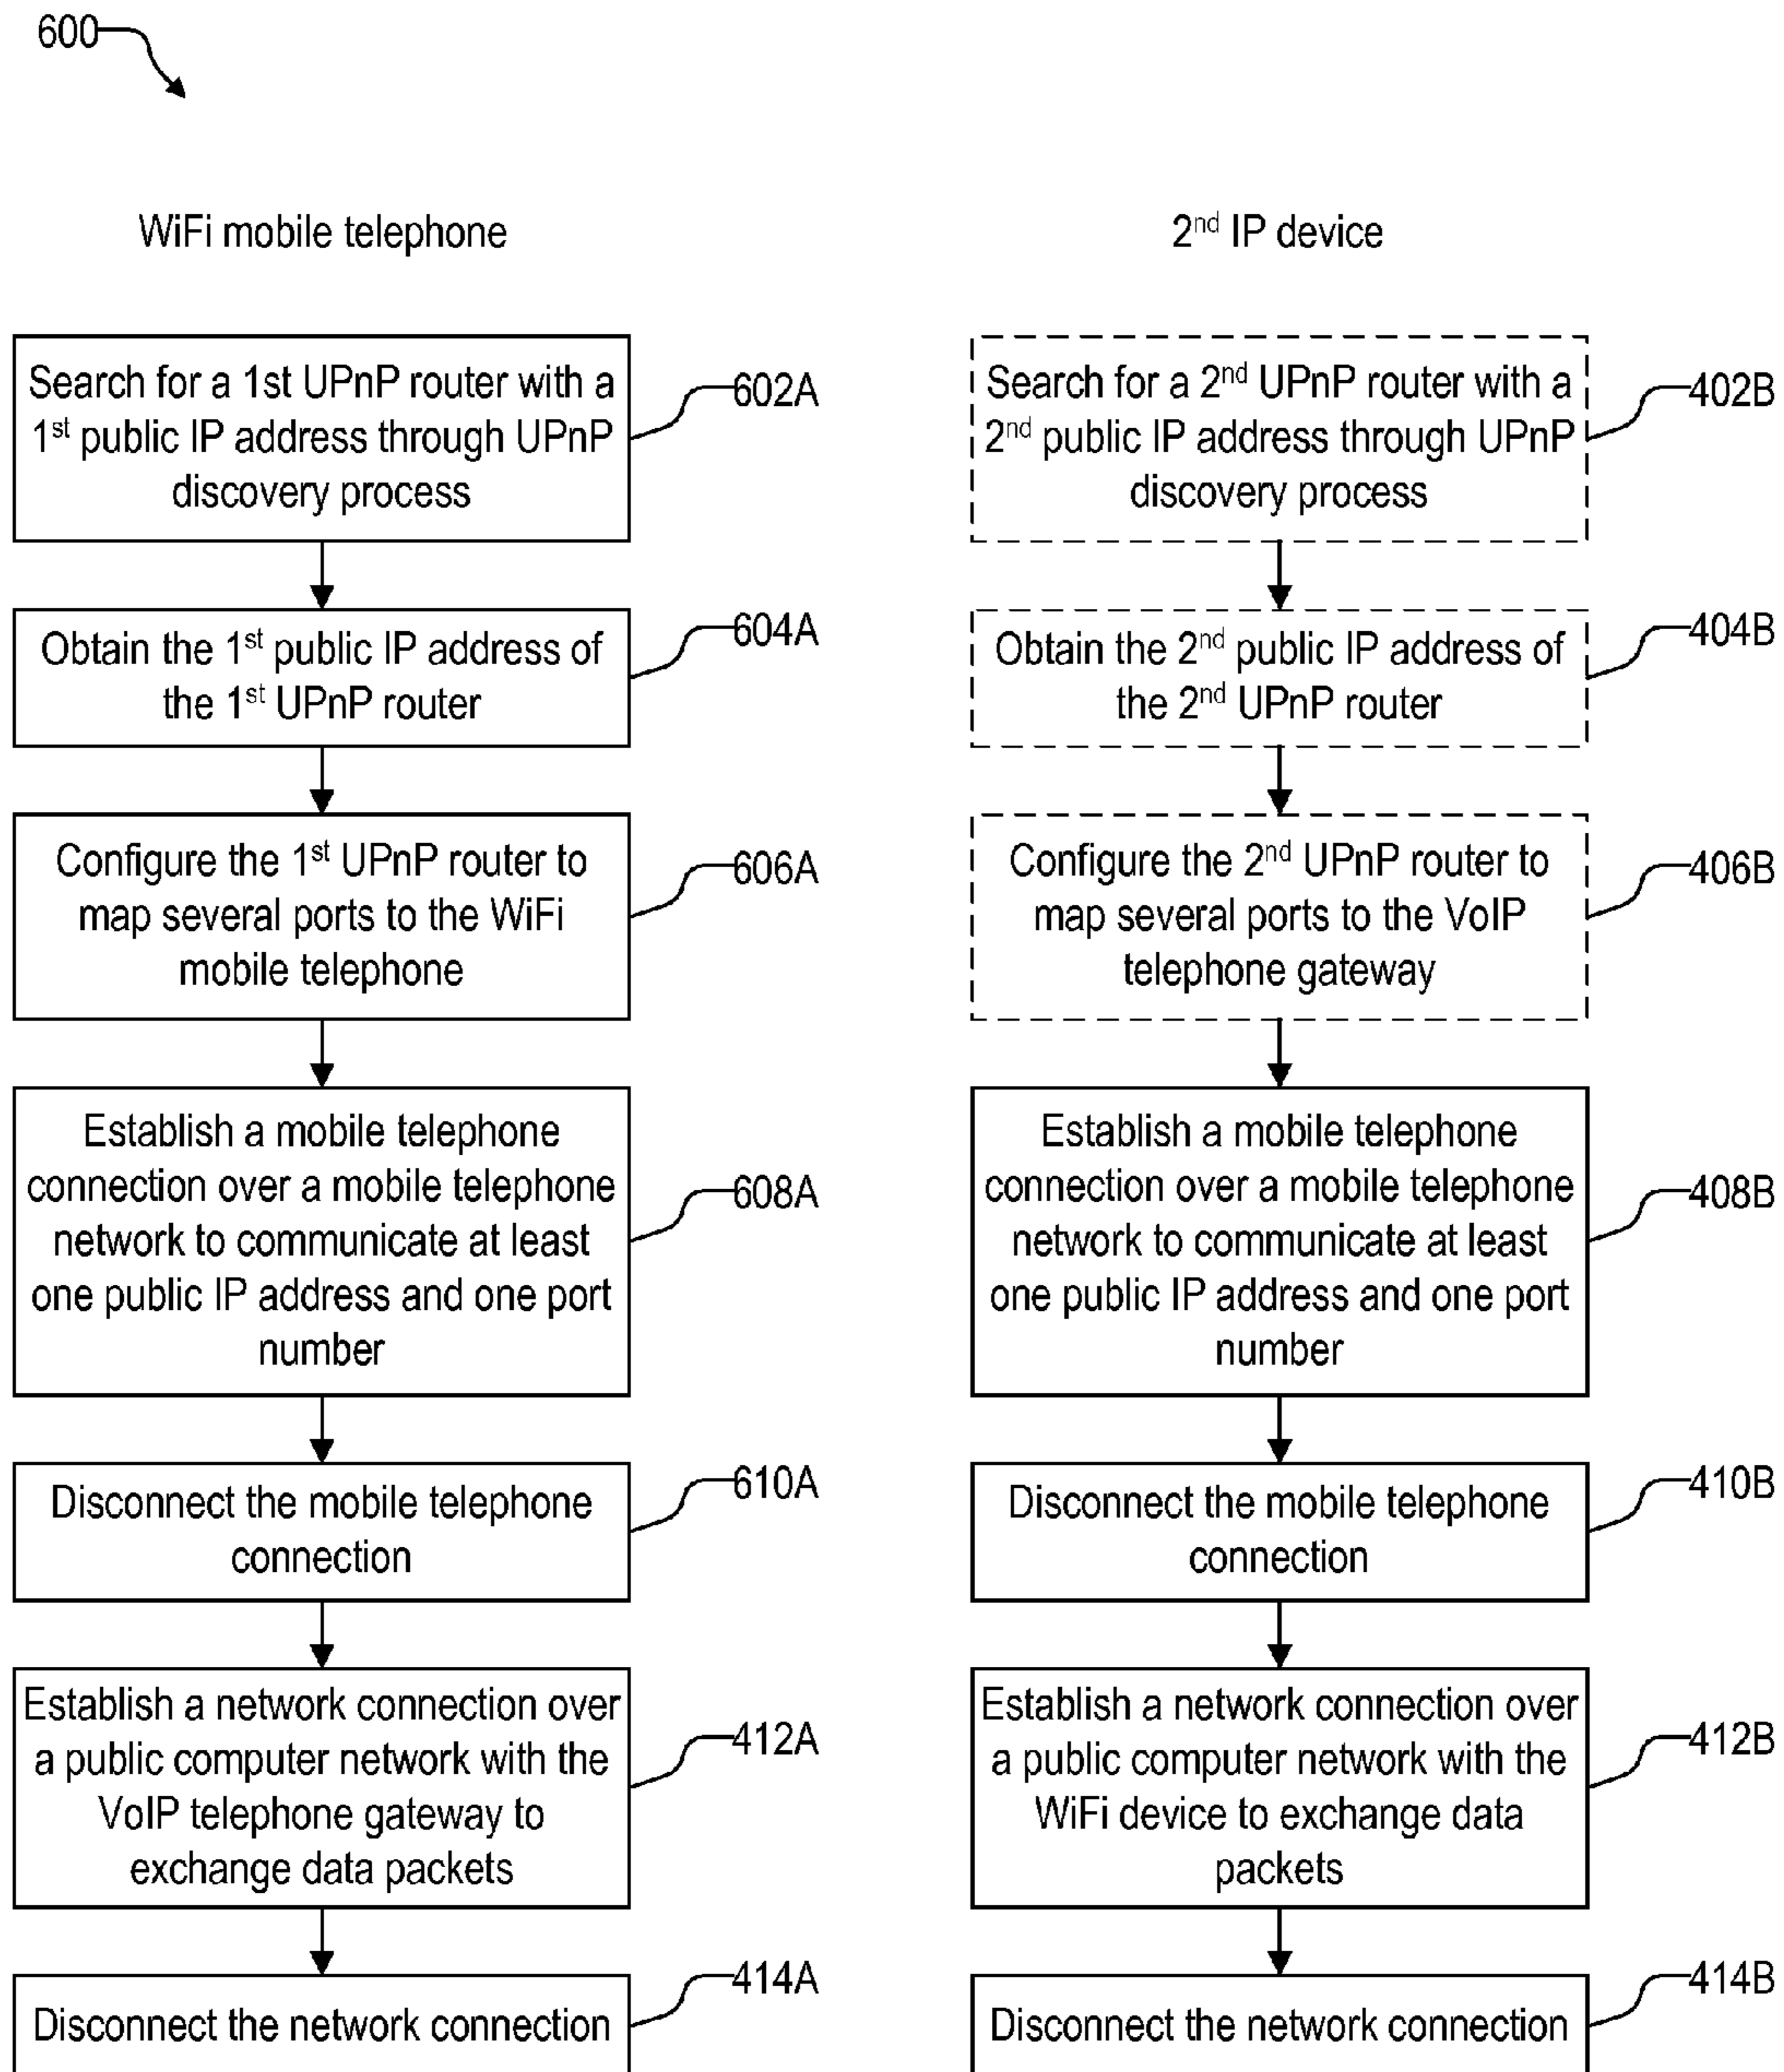 600
WiFi mobile telephone
2nd IP device
Search for a 1st UPnP router with a
1st public IP address through UPnP
discovery process
602A
Search for a 2nd UPnP router with a
2nd public IP address through UPnP
discovery process
402B
Obtain the 1st public IP address of
the 1st UPnP router
604A
Obtain the 2nd public IP address of
the 2nd UPnP router
404B
Configure the 1st UPnP router to
map several ports to the WiFi
mobile telephone
606A
Configure the 2nd UPnP router to
map several ports to the VoIP
telephone gateway
406B
Establish a mobile telephone
connection over a mobile telephone
network to communicate at least
one public IP address and one port
number
608A
Establish a mobile telephone
connection over a mobile telephone
network to communicate at least
one public IP address and one port
number
408B
Disconnect the mobile telephone
connection
610A
Disconnect the mobile telephone
connection
410B
Establish a network connection over
a public computer network with the
VoIP telephone gateway to
exchange data packets
412A
Establish a network connection over
a public computer network with the
WiFi device to exchange data
packets
412B
Disconnect the network connection
414A
Disconnect the network connection
414B